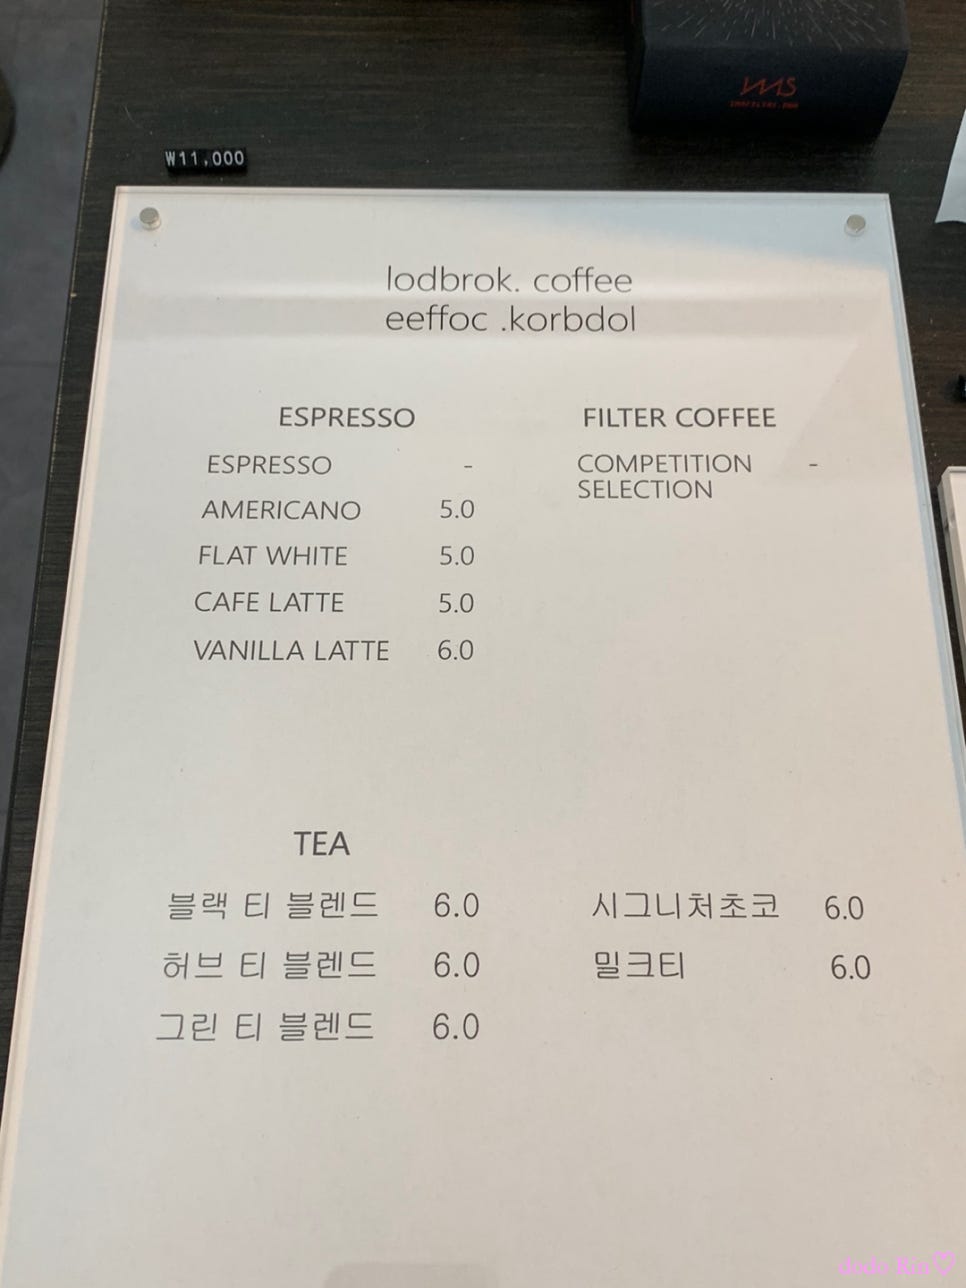 ₩11,000
lodbrok. coffee
eeffoc .korbdol
ESPRESSO
ESPRESSO -
AMERICANO 5.0
FLAT WHITE 5.0
CAFE LATTE 5.0
VANILLA LATTE 6.0
FILTER COFFEE
COMPETITION -
SELECTION
TEA
블랙 티 블렌드 6.0
허브 티 블렌드 6.0
그린 티 블렌드 6.0
시그니처초코 6.0
밀크티 6.0